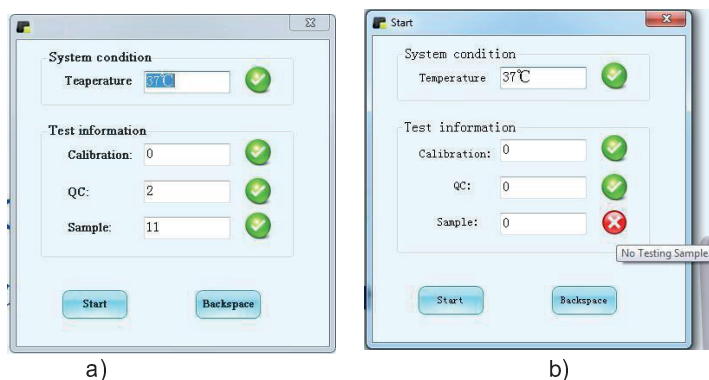 System condition
Teaperature 37℃
Test information
Calibration: 0
QC: 2
Sample: 11
Start Backspace
a)
Start
System condition
Temperature 37℃
Test information
Calibration: 0
QC: 0
Sample: 0
No Testing Sample
Start Backspace
b)